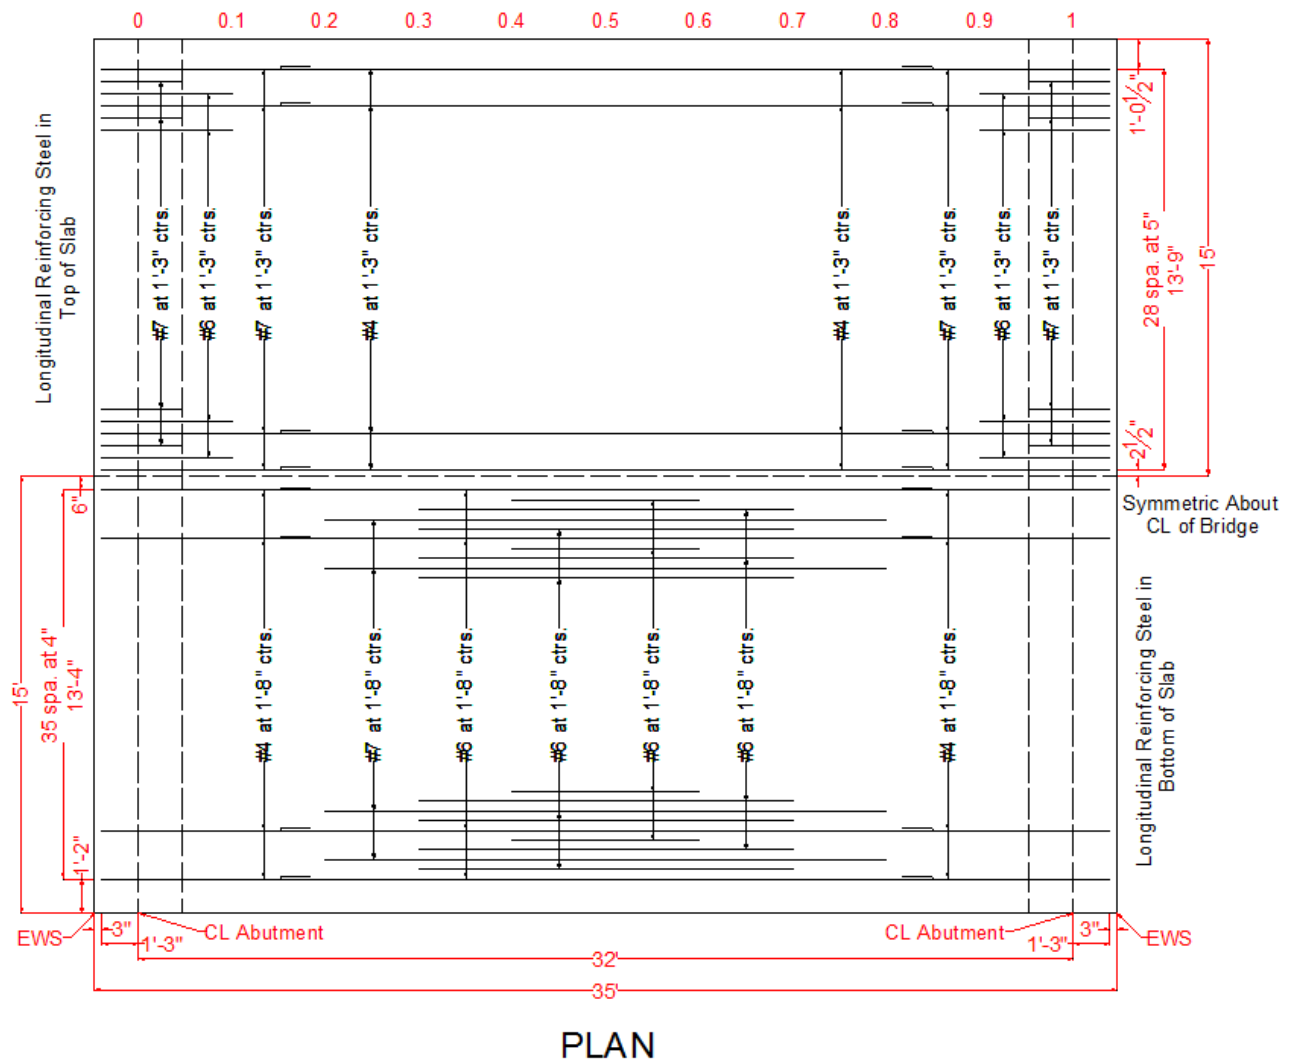 0 0.1 0.2 0.3 0.4 0.5 0.6 0.7 0.8 0.9 1
Longitudinal Reinforcing Steel in
Top of Slab
#7 at 1'-3" ctrs.
#6 at 1'-3" ctrs.
#7 at 1'-3" ctrs.
#4 at 1'-3" ctrs.
#4 at 1'-3" ctrs.
#7 at 1'-3" ctrs.
#6 at 1'-3" ctrs.
#7 at 1'-3" ctrs.
1'-0 1/2"
28 spa. at 5"
13'-9"
15'
2 1/2"
Symmetric About
CL of Bridge
6"
15'
35 spa. at 4"
13'-4"
1'-2"
#4 at 1'-8" ctrs.
#7 at 1'-8" ctrs.
#6 at 1'-8" ctrs.
#6 at 1'-8" ctrs.
#6 at 1'-8" ctrs.
#6 at 1'-8" ctrs.
#4 at 1'-8" ctrs.
Longitudinal Reinforcing Steel in
Bottom of Slab
EWS 3" CL Abutment CL Abutment 3" EWS
1'-3" 1'-3"
32'
35'
PLAN